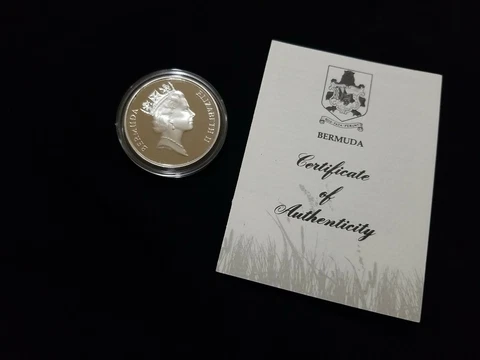 BERMUDA ELIZABETH II
BERMUDA
Certificate
of
Authenticity